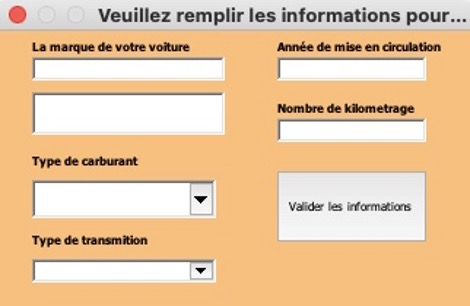 Veuillez remplir les informations pour...
La marque de votre voiture
Année de mise en circulation
Nombre de kilometrage
Type de carburant
Valider les informations
Type de transmition